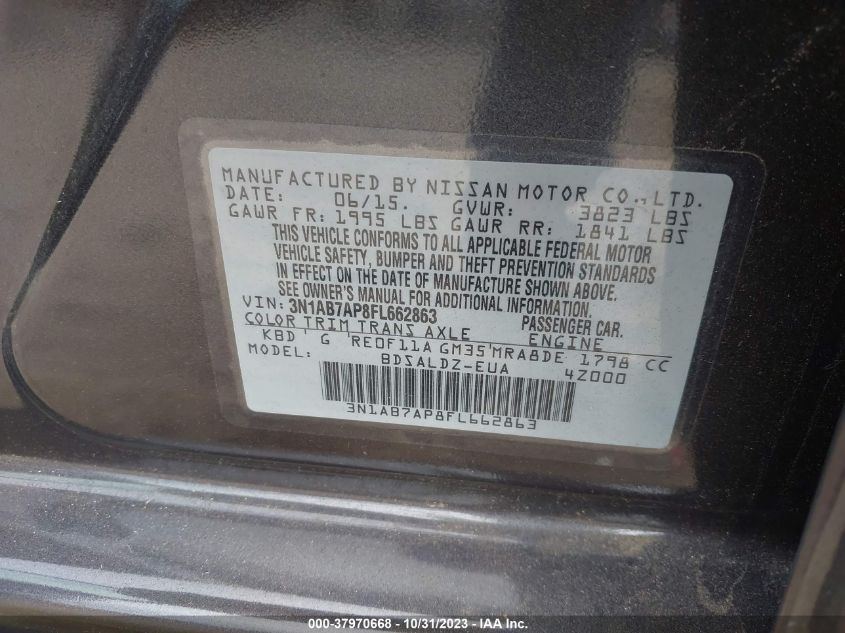 MANUFACTURED BY NISSAN MOTOR CO., LTD.
DATE: 06/15. GVWR: 3823 LBS
GAWR FR: 1995 LBS GAWR RR: 1841 LBS
THIS VEHICLE CONFORMS TO ALL APPLICABLE FEDERAL MOTOR
VEHICLE SAFETY, BUMPER AND THEFT PREVENTION STANDARDS
IN EFFECT ON THE DATE OF MANUFACTURE SHOWN ABOVE.
SEE OWNER'S MANUAL FOR ADDITIONAL INFORMATION.
VIN: 3N1AB7AP8FL662863 PASSENGER CAR.
COLOR TRIM TRANS AXLE ENGINE
KBD G RE0F11A GM35 MRA8DE 1798 CC
MODEL: BDSALDZ-EUA 4Z000
3N1AB7AP8FL662863
000-37970668 - 10/31/2023 - IAA Inc.